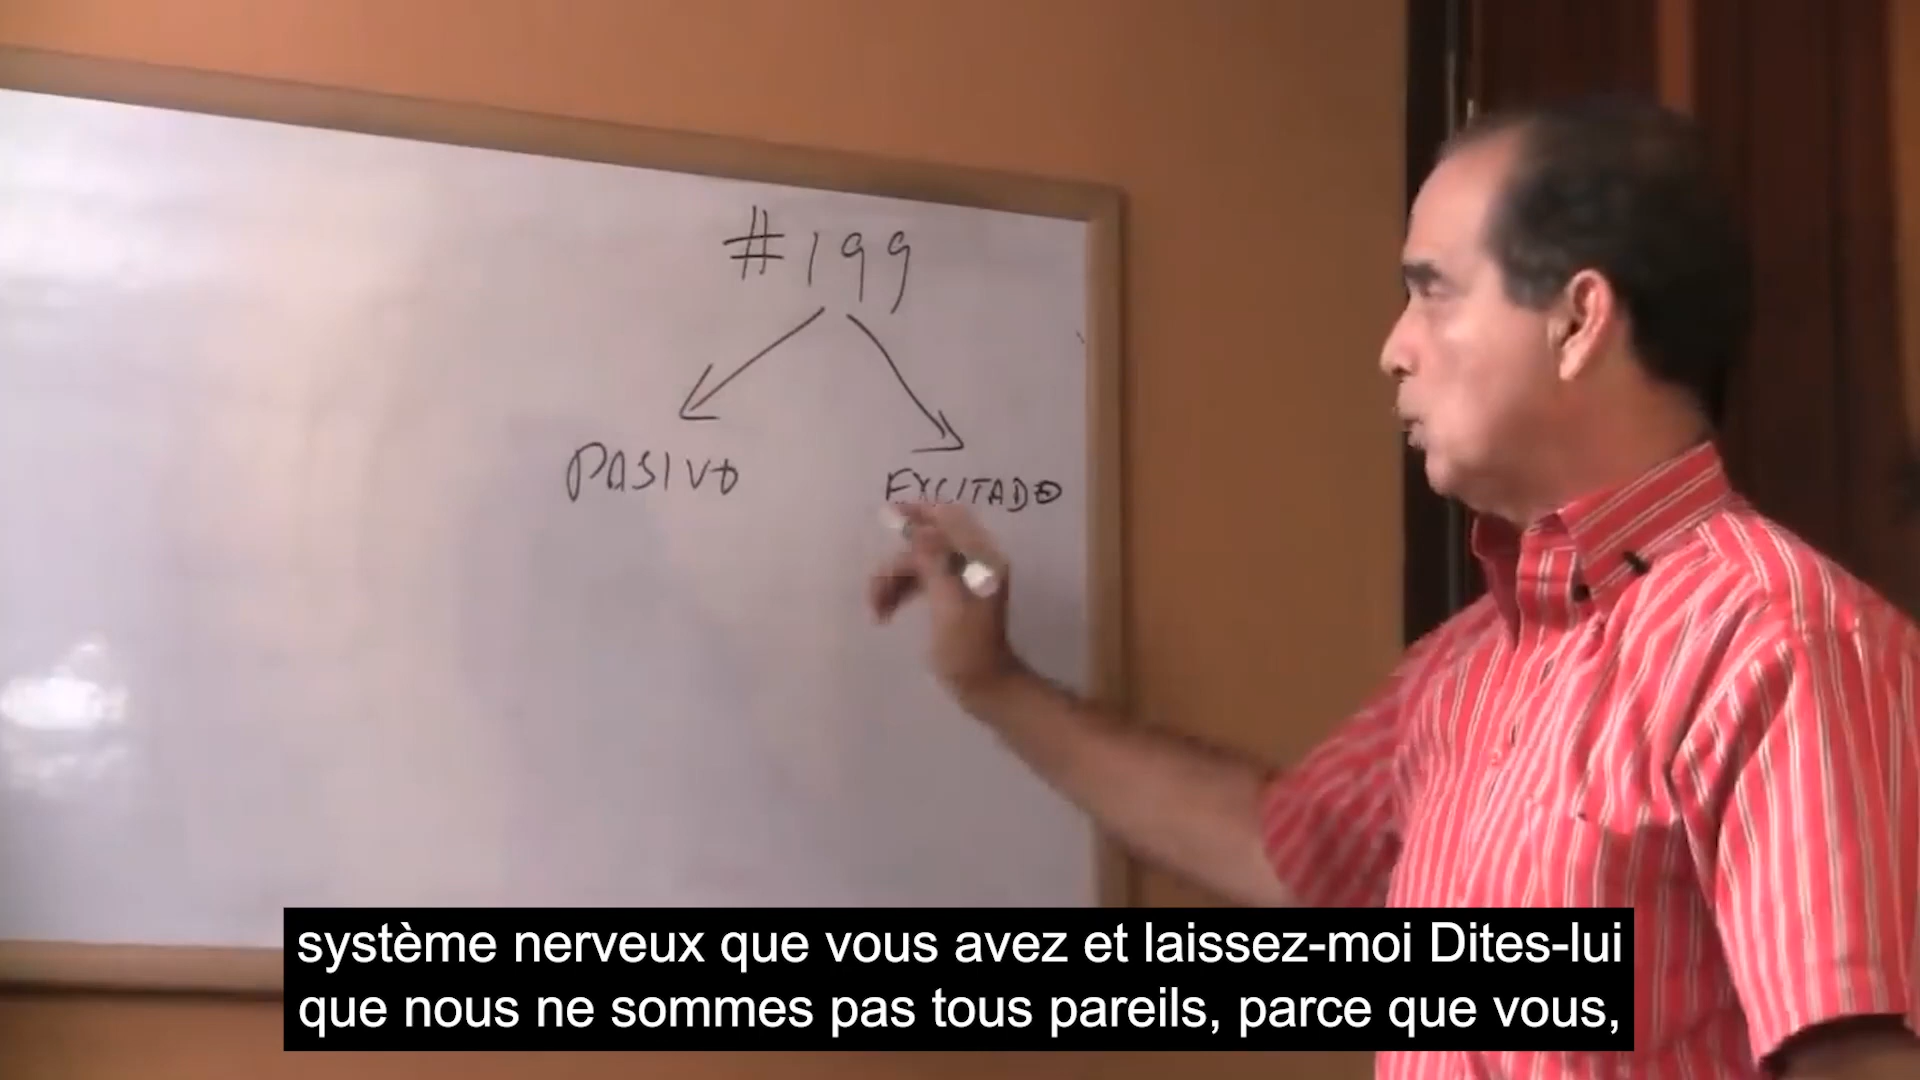 #199
PASIVO
EXCITADO
système nerveux que vous avez et laissez-moi Dites-lui
que nous ne sommes pas tous pareils, parce que vous,